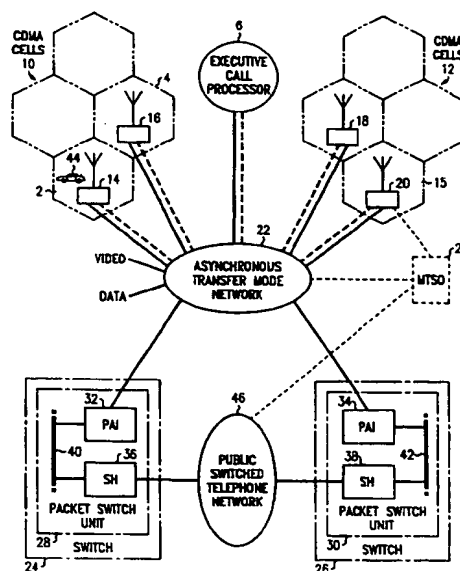 6
CDMA
CELLS
10
4
EXECUTIVE
CALL
PROCESSOR
CDMA
CELLS
12
16
18
44
2
14
20
15
22
VIDEO
DATA
ASYNCHRONOUS
TRANSFER MODE
NETWORK
2
MTSO
32
PAI
46
34
PAI
40
36
SH
PUBLIC
SWITCHED
TELEPHONE
NETWORK
38
SH
42
PACKET SWITCH
UNIT
28
SWITCH
24
PACKET SWITCH
UNIT
30
SWITCH
26